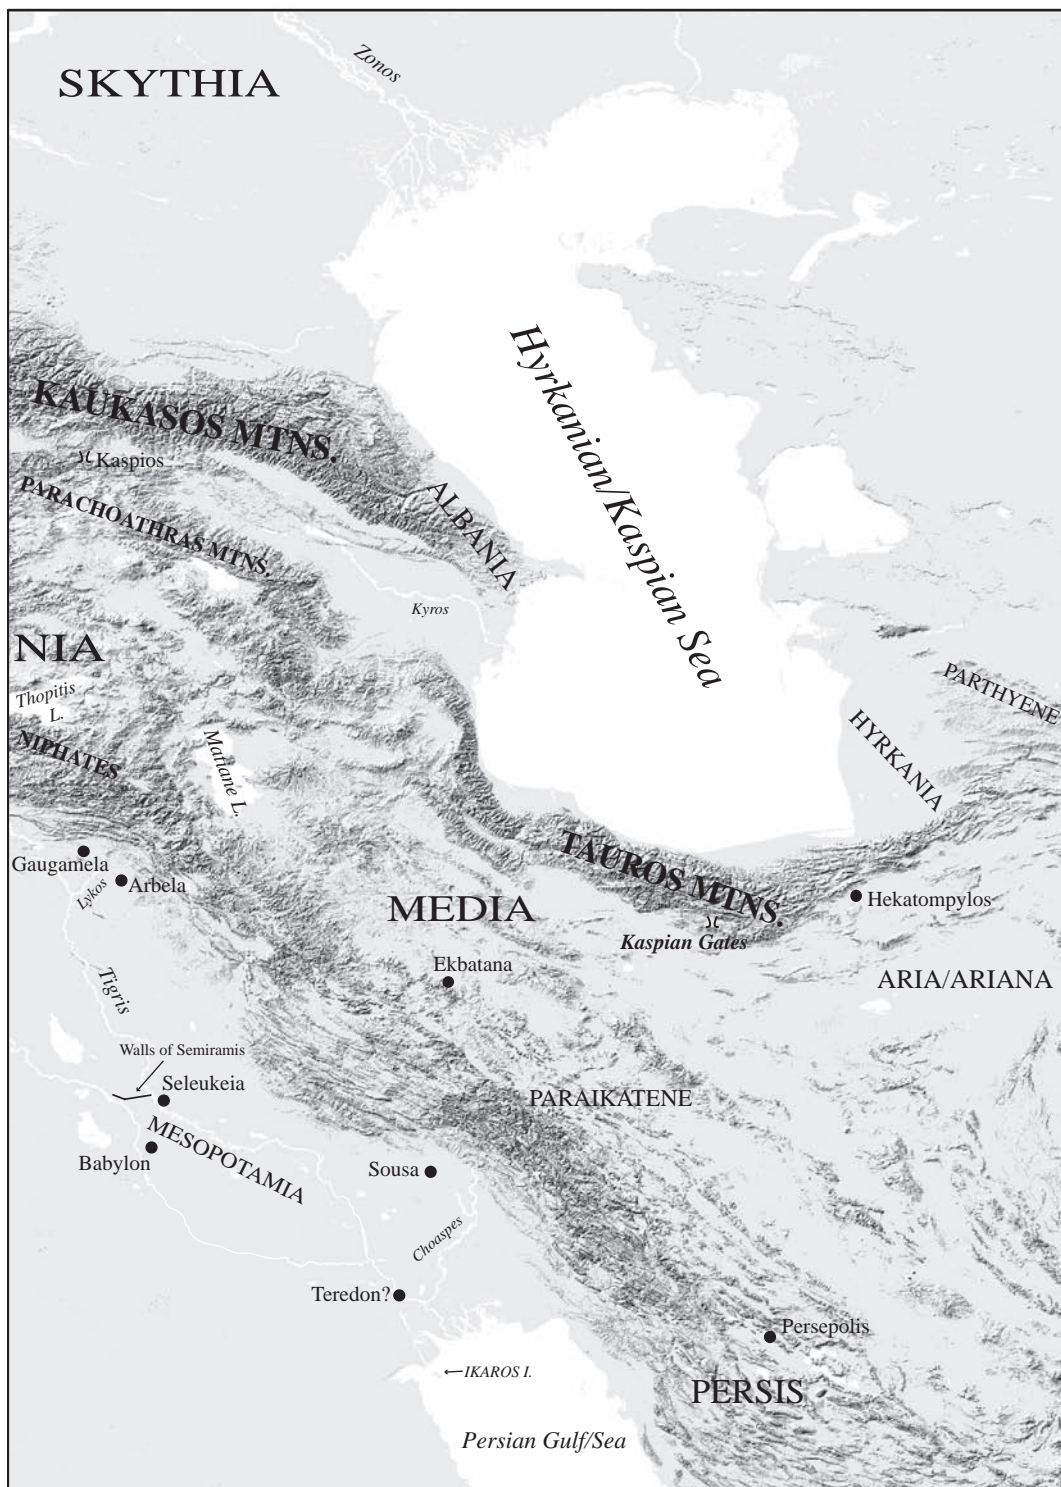 Zonos
SKYTHIA
Hyrkanian/Kaspian Sea
KAUKASOS MTNS.
Kaspios
PARACHOATHRAS MTNS.
ALBANIA
Kyros
NIA
Thopitis
L.
PARTHYENE
HYRKANIA
NIPHATES
Matiane L.
Gaugamela
Arbela
Lykos
TAUROS MTNS.
Hekatompylos
MEDIA
Kaspian Gates
Ekbatana
ARIA/ARIANA
Tigris
Walls of Semiramis
Seleukeia
PARAIKATENE
MESOPOTAMIA
Babylon
Sousa
Choaspes
Teredon?
Persepolis
IKAROS I.
PERSIS
Persian Gulf/Sea